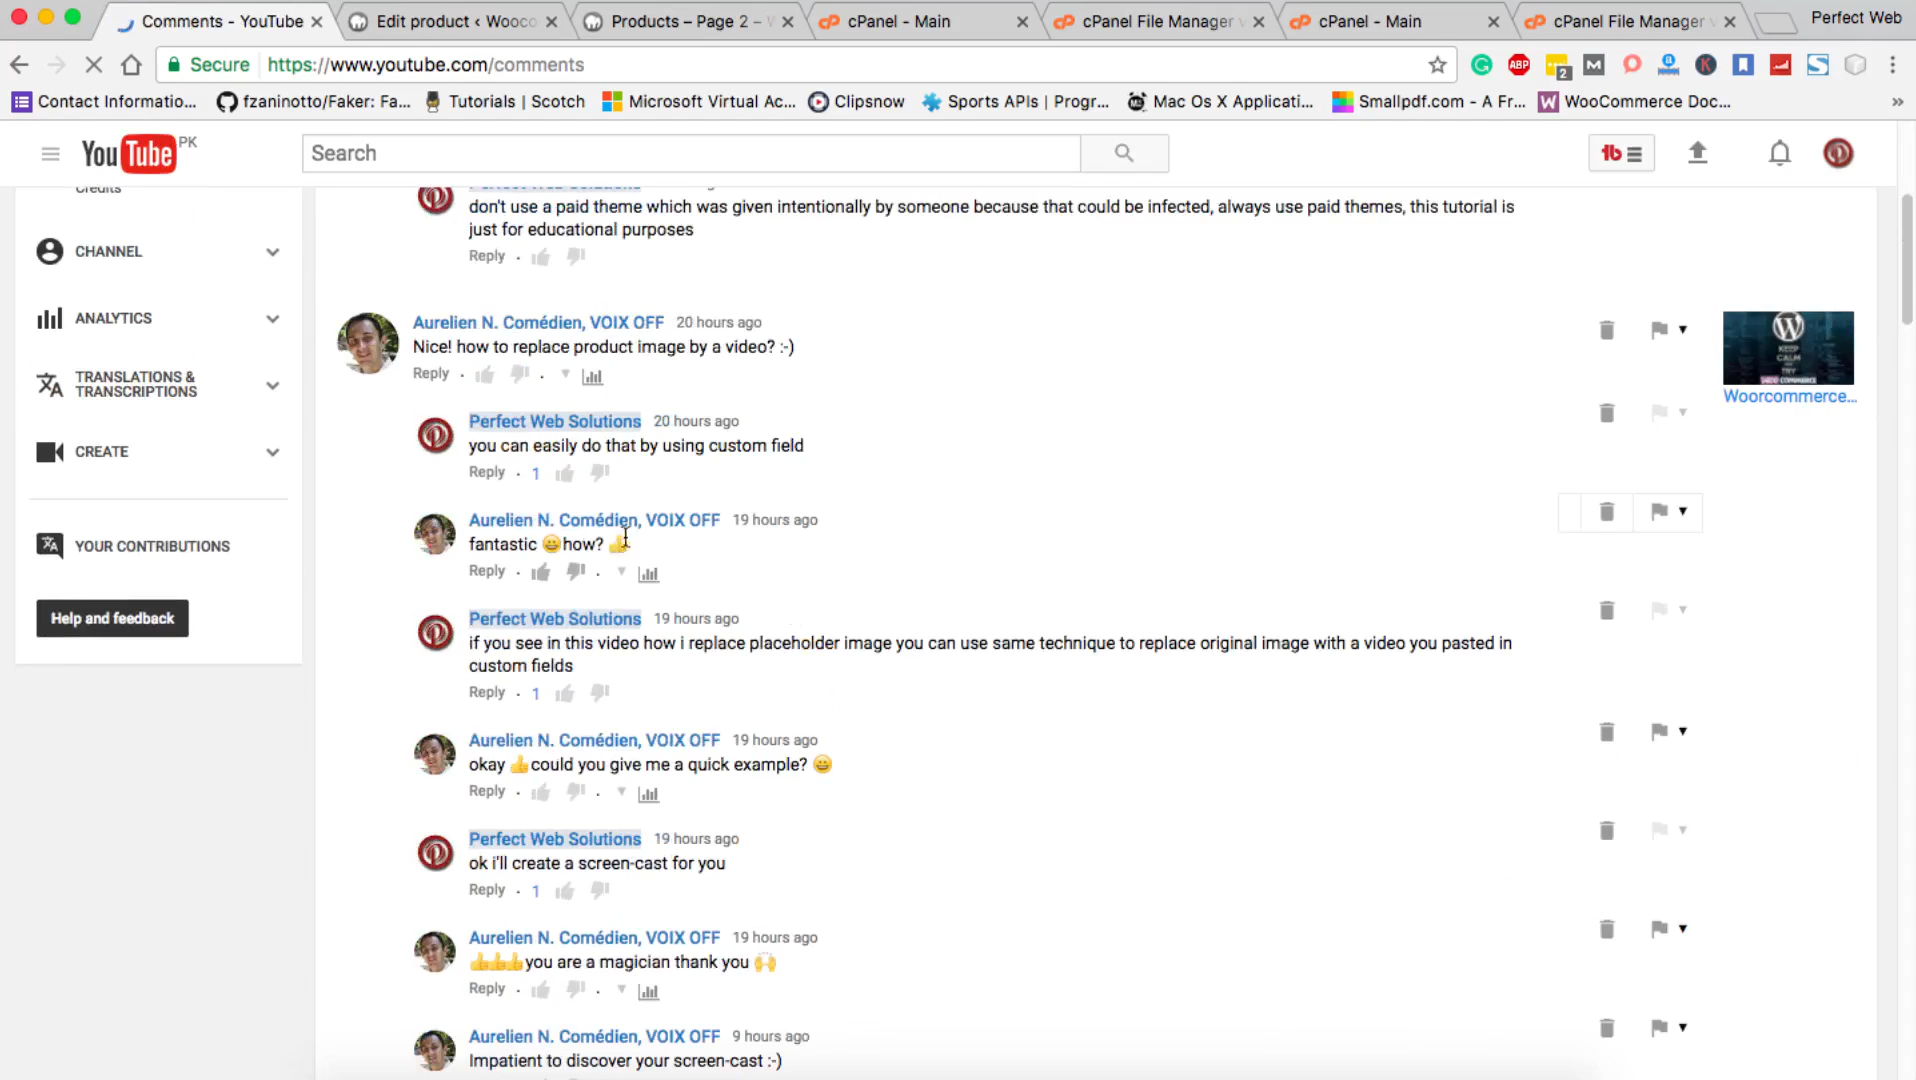 Comments - YouTube
Edit product ‹ Wooco
Products – Page 2 –
cPanel - Main
cPanel File Manager v
cPanel - Main
cPanel File Manager v
Perfect Web
Secure
https://www.youtube.com/comments
ABP
2
Contact Informatio...
fzaninotto/Faker: Fa...
Tutorials | Scotch
Microsoft Virtual Ac...
Clipsnow
Sports APIs | Progr...
Mac Os X Applicati...
Smallpdf.com - A Fr...
WooCommerce Doc...
»
YouTube PK
Search
Credits
CHANNEL
ANALYTICS
TRANSLATIONS &
TRANSCRIPTIONS
CREATE
YOUR CONTRIBUTIONS
Help and feedback
Perfect Web Solutions
don't use a paid theme which was given intentionally by someone because that could be infected, always use paid themes, this tutorial is
just for educational purposes
Reply
Aurelien N. Comédien, VOIX OFF 20 hours ago
Nice! how to replace product image by a video? :-)
Reply
KEEP
CALM
AND
TRY
WOO COMMERCE
Woorcommerce...
Perfect Web Solutions 20 hours ago
you can easily do that by using custom field
Reply · 1
Aurelien N. Comédien, VOIX OFF 19 hours ago
fantastic 😀how? 👍
Reply
Perfect Web Solutions 19 hours ago
if you see in this video how i replace placeholder image you can use same technique to replace original image with a video you pasted in
custom fields
Reply · 1
Aurelien N. Comédien, VOIX OFF 19 hours ago
okay 👍could you give me a quick example? 😀
Reply
Perfect Web Solutions 19 hours ago
ok i'll create a screen-cast for you
Reply · 1
Aurelien N. Comédien, VOIX OFF 19 hours ago
👍👍👍you are a magician thank you 🙌
Reply
Aurelien N. Comédien, VOIX OFF 9 hours ago
Impatient to discover your screen-cast :-)